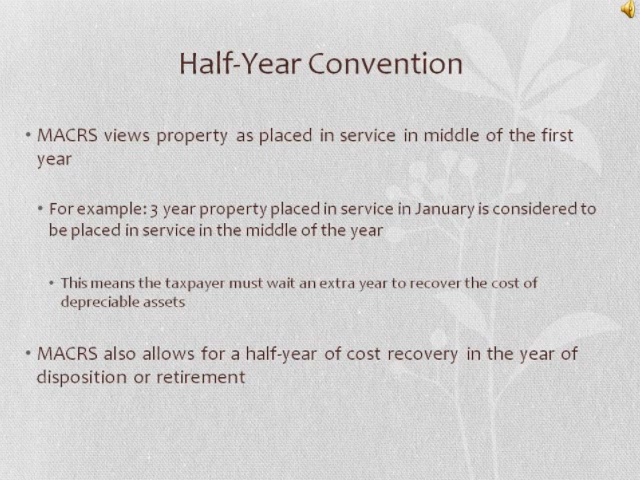 Half-Year Convention
• MACRS views property as placed in service in middle of the first
year
• For example: 3 year property placed in service in January is considered to
be placed in service in the middle of the year
• This means the taxpayer must wait an extra year to recover the cost of
depreciable assets
• MACRS also allows for a half-year of cost recovery in the year of
disposition or retirement